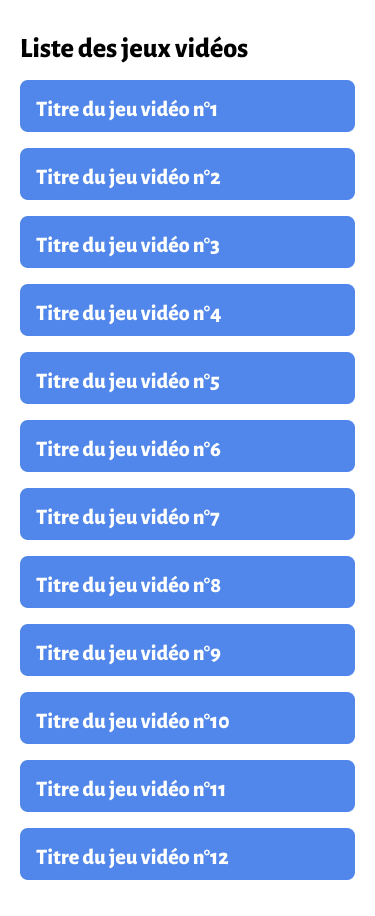 Liste des jeux vidéos
Titre du jeu vidéo n°1
Titre du jeu vidéo n°2
Titre du jeu vidéo n°3
Titre du jeu vidéo n°4
Titre du jeu vidéo n°5
Titre du jeu vidéo n°6
Titre du jeu vidéo n°7
Titre du jeu vidéo n°8
Titre du jeu vidéo n°9
Titre du jeu vidéo n°10
Titre du jeu vidéo n°11
Titre du jeu vidéo n°12